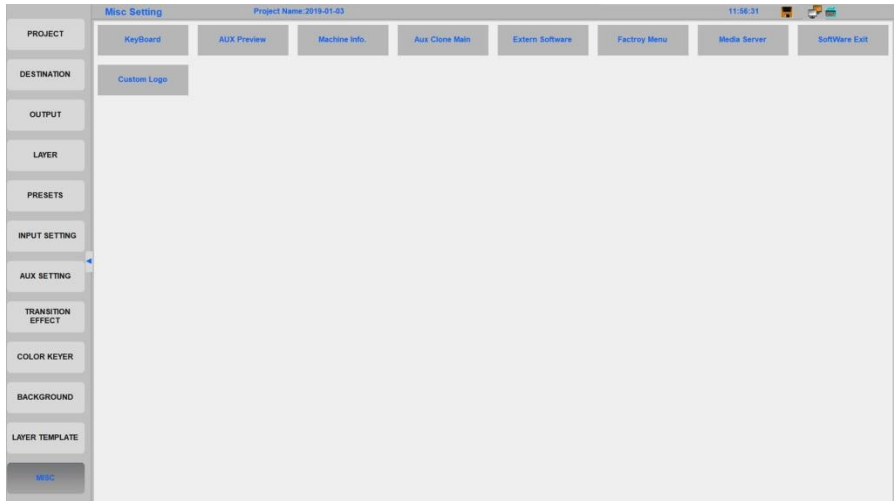 Misc Setting Project Name:2019-01-03 11:56:31
PROJECT
DESTINATION
OUTPUT
LAYER
PRESETS
INPUT SETTING
AUX SETTING
TRANSITION
EFFECT
COLOR KEYER
BACKGROUND
LAYER TEMPLATE
MISC
KeyBoard AUX Preview Machine Info. Aux Clone Main Extern Software Factroy Menu Media Server SoftWare Exit
Custom Logo